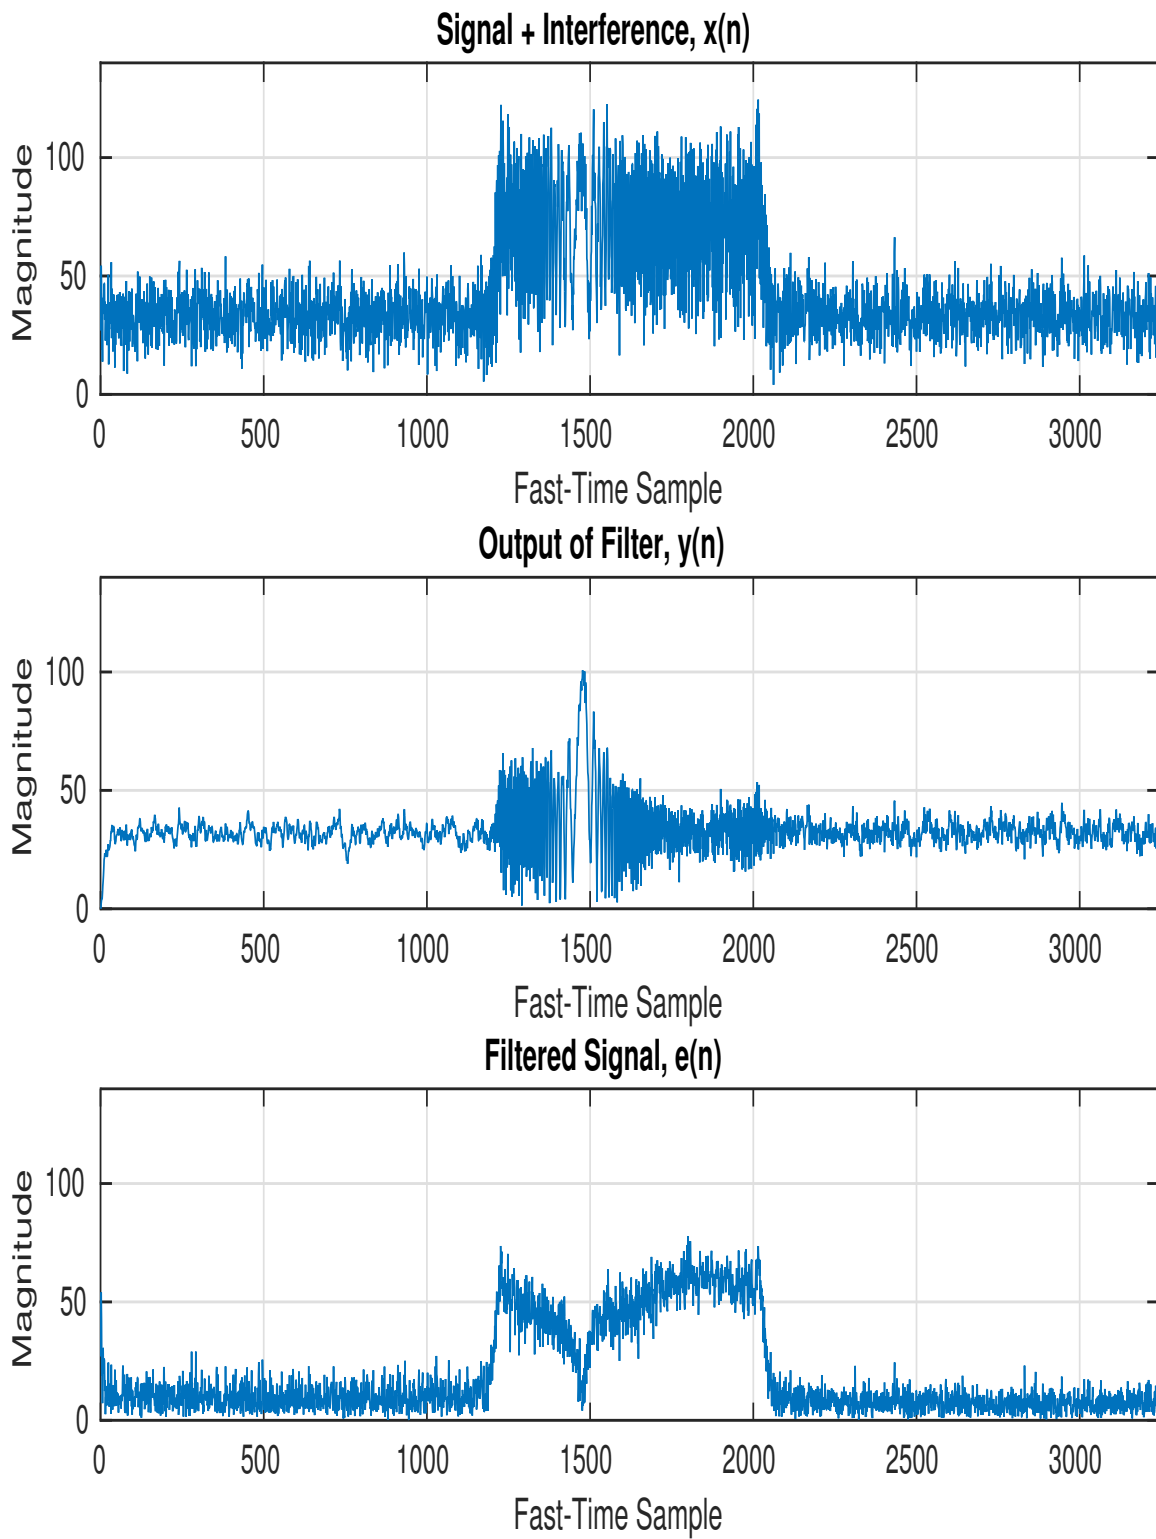 Signal + Interference, x(n)
Magnitude
100
50
0
0 500 1000 1500 2000 2500 3000
Fast-Time Sample
Output of Filter, y(n)
Magnitude
100
50
0
0 500 1000 1500 2000 2500 3000
Fast-Time Sample
Filtered Signal, e(n)
Magnitude
100
50
0
0 500 1000 1500 2000 2500 3000
Fast-Time Sample